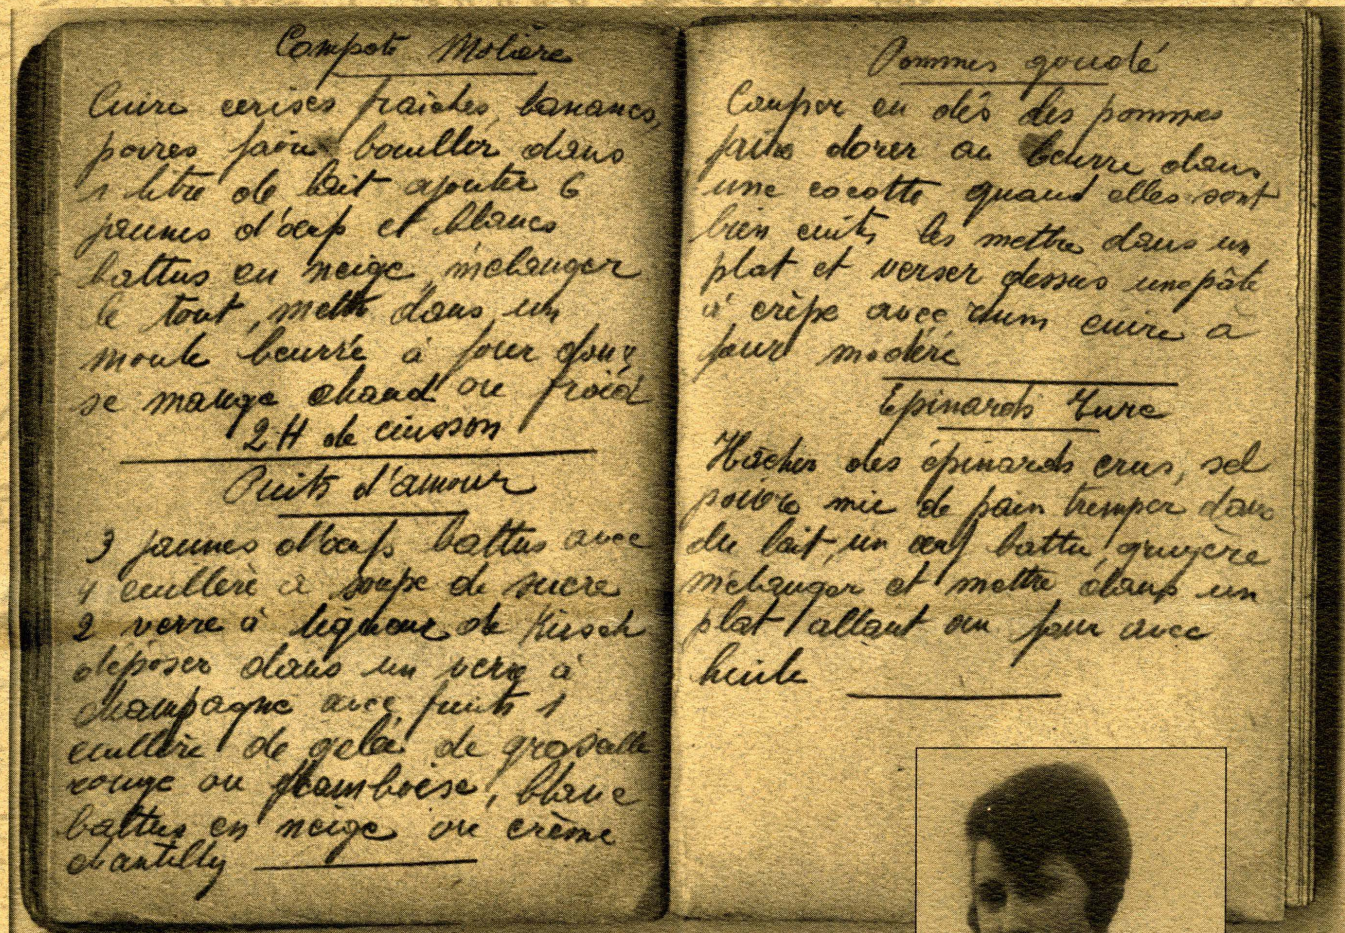 Compote Molière
Cuire cerises fraiches, bananes,
poires faire bouillir dans
1 litre de lait ajouter 6
jaunes d'œufs et blancs
battus en neige, mélanger
le tout, mettre dans un
moule beurré à four doux
se mange chaud ou froid
2 H de cuisson
Puits d'amour
3 jaunes d'œufs battus avec
4 cuillère à soupe de sucre
2 verre à liqueur de Kirsch
déposer dans un verre à
champagne avec fruits 1
cuillère de gelée de groseille
rouge ou framboise, blanc
battus en neige ou crème
chantilly
Pommes
Couper en dés des pommes
faire dorer au beurre dans
une cocotte quand elles sont
bien cuits les mettre dans un
plat et verser dessus une pâte
à crêpe avec rhum cuire à
four modéré
Epinards Turc
Hâcher des épinards crus, sel
poivre mie de pain tremper dans
du lait, un œuf battu, gruyère
mélanger et mettre dans un
plat allant au four avec
huile